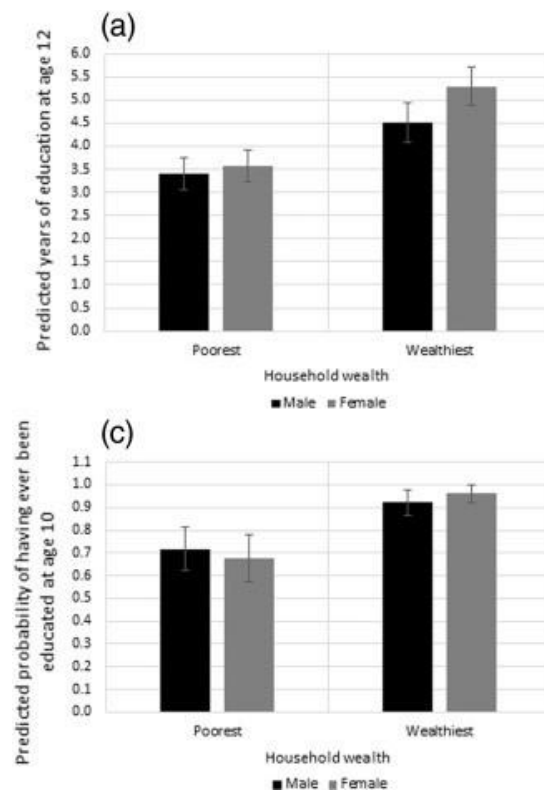 (a)
Predicted years of education at age 12
6.0
5.5
5.0
4.5
4.0
3.5
3.0
2.5
2.0
1.5
1.0
0.5
0.0
Poorest
Wealthiest
Household wealth
Male Female
(c)
Predicted probability of having ever been
educated at age 10
1.1
1.0
0.9
0.8
0.7
0.6
0.5
0.4
0.3
0.2
0.1
0.0
Poorest
Wealthiest
Household wealth
Male Female